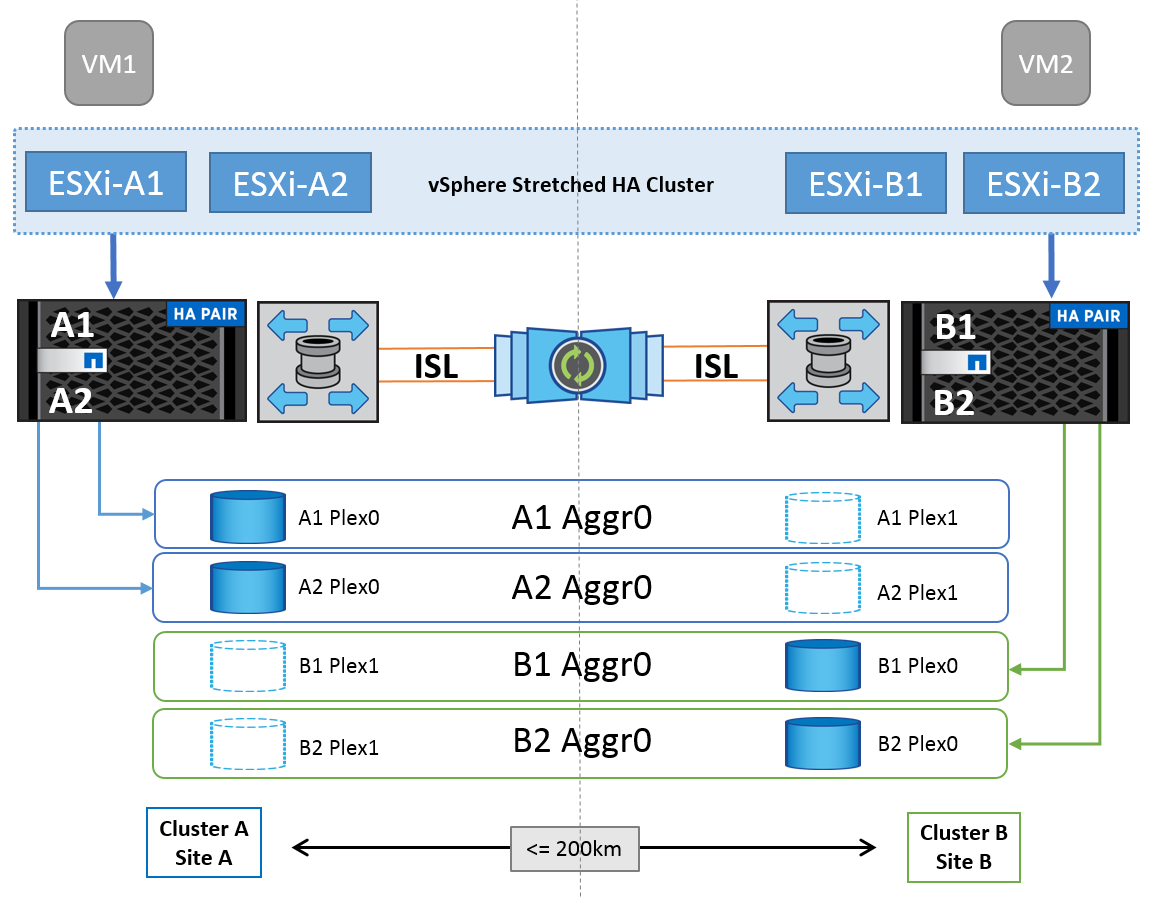 VM1
VM2
ESXi-A1
ESXi-A2
vSphere Stretched HA Cluster
ESXi-B1
ESXi-B2
A1
HA PAIR
A2
ISL
ISL
B1
HA PAIR
B2
A1 Plex0
A1 Aggr0
A1 Plex1
A2 Plex0
A2 Aggr0
A2 Plex1
B1 Plex1
B1 Aggr0
B1 Plex0
B2 Plex1
B2 Aggr0
B2 Plex0
Cluster A
Site A
<= 200km
Cluster B
Site B